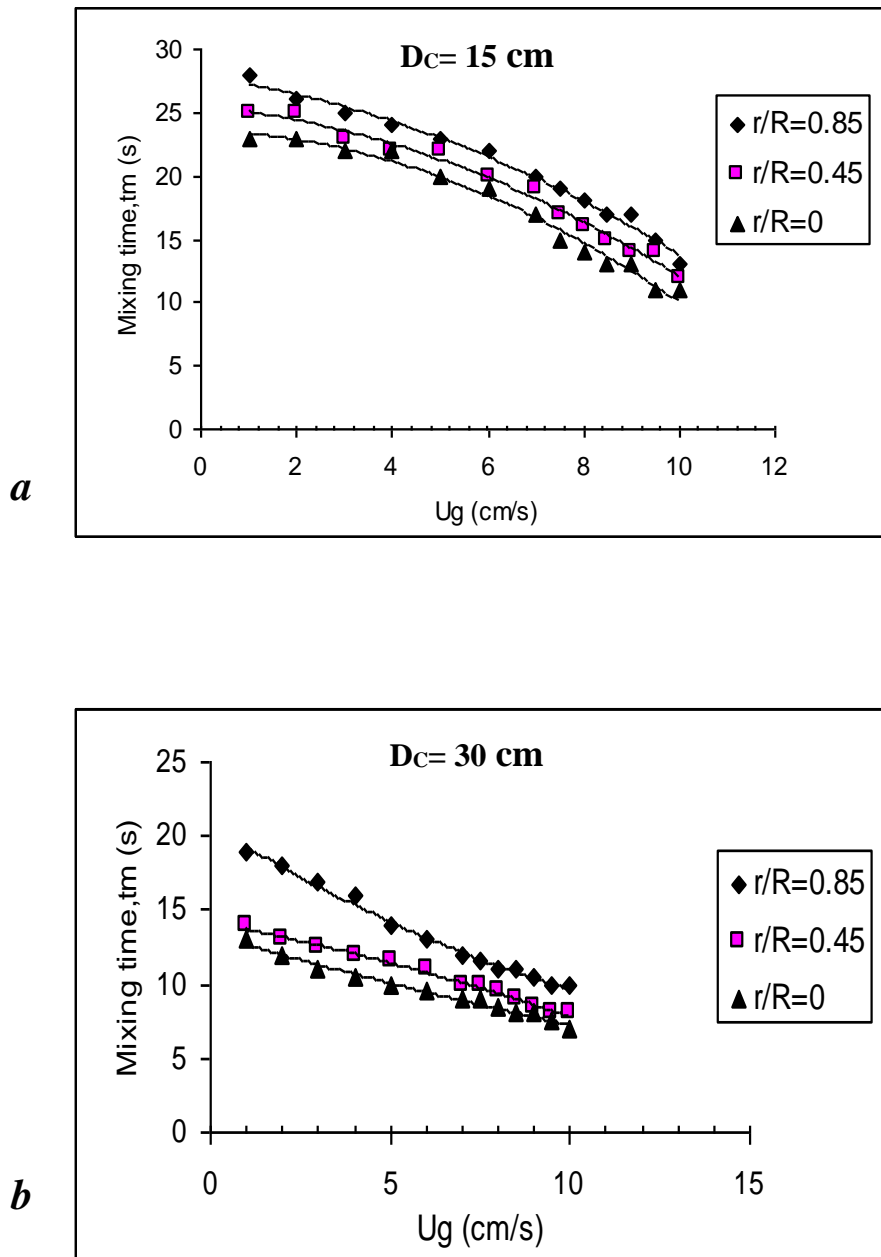 D_C= 15 cm
30
25
20
15
10
5
0
Mixing time,tm (s)
0 2 4 6 8 10 12
Ug (cm/s)
r/R=0.85
r/R=0.45
r/R=0
a
D_C= 30 cm
25
20
15
10
5
0
Mixing time,tm (s)
0 5 10 15
Ug (cm/s)
r/R=0.85
r/R=0.45
r/R=0
b